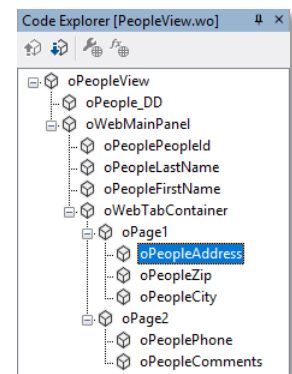 Code Explorer [PeopleView.wo]
oPeopleView
oPeople_DD
oWebMainPanel
oPeoplePeopleId
oPeopleLastName
oPeopleFirstName
oWebTabContainer
oPage1
oPeopleAddress
oPeopleZip
oPeopleCity
oPage2
oPeoplePhone
oPeopleComments